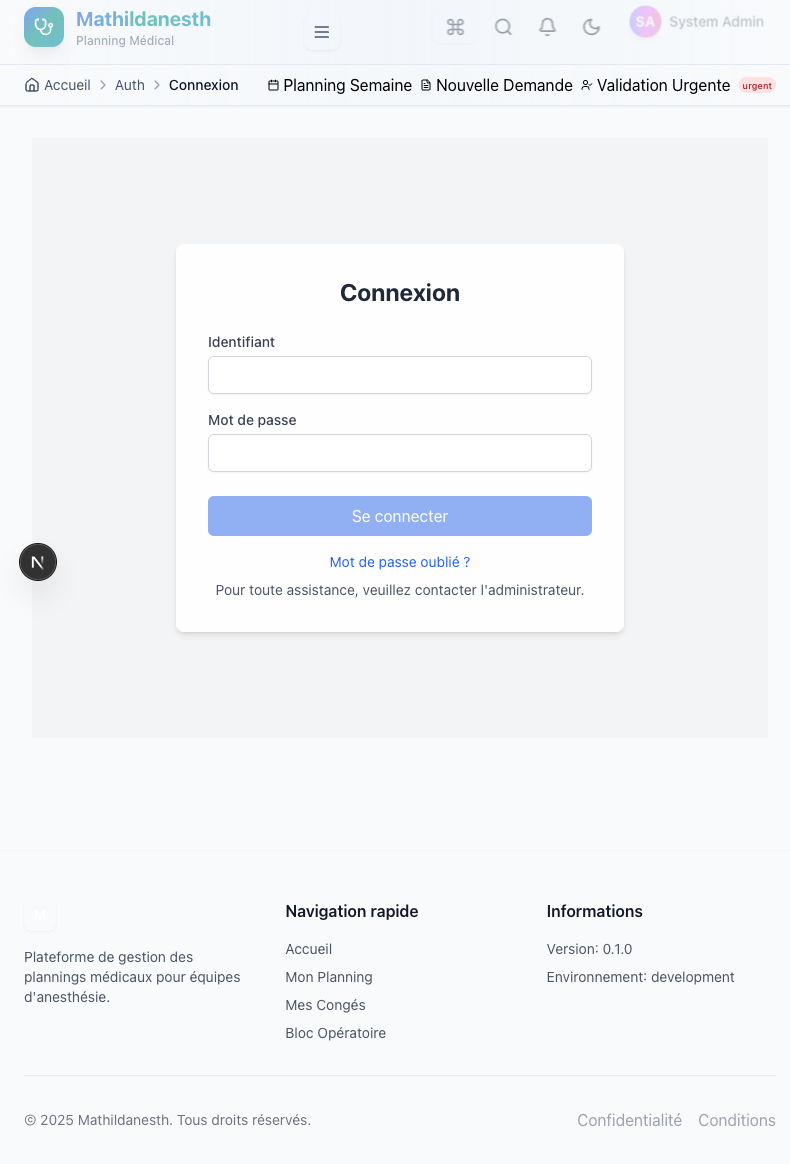 Mathildanesth
Planning Médical
SA System Admin
Accueil Auth Connexion Planning Semaine Nouvelle Demande Validation Urgente urgent
Connexion
Identifiant
Mot de passe
Se connecter
Mot de passe oublié ?
Pour toute assistance, veuillez contacter l'administrateur.
N
M
Plateforme de gestion des
plannings médicaux pour équipes
d'anesthésie.
Navigation rapide
Accueil
Mon Planning
Mes Congés
Bloc Opératoire
Informations
Version: 0.1.0
Environnement: development
© 2025 Mathildanesth. Tous droits réservés.
Confidentialité Conditions